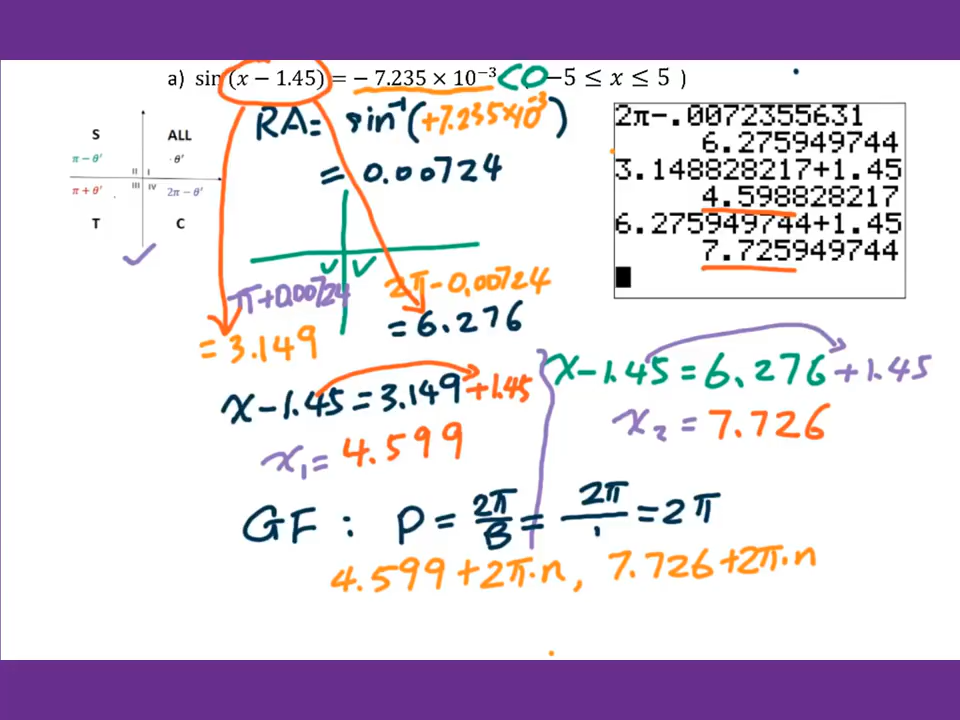 a) sin (x − 1.45) = − 7.235 × 10⁻³ <0 −5 ≤ x ≤ 5 )
S ALL
π − θ′ θ′
II I
III IV
π + θ′ 2π − θ′
T C
RA = sin⁻¹(+7.235×10⁻³)
= 0.00724
π+0.00724
= 3.149
2π−0.00724
= 6.276
2π-.0072355631
6.275949744
3.148828217+1.45
4.598828217
6.275949744+1.45
7.725949744
x−1.45=3.149+1.45
x₁= 4.599
x−1.45=6.276+1.45
x₂ = 7.726
GF : P = 2π/B = 2π/1 = 2π
4.599+2π·n, 7.726+2π·n